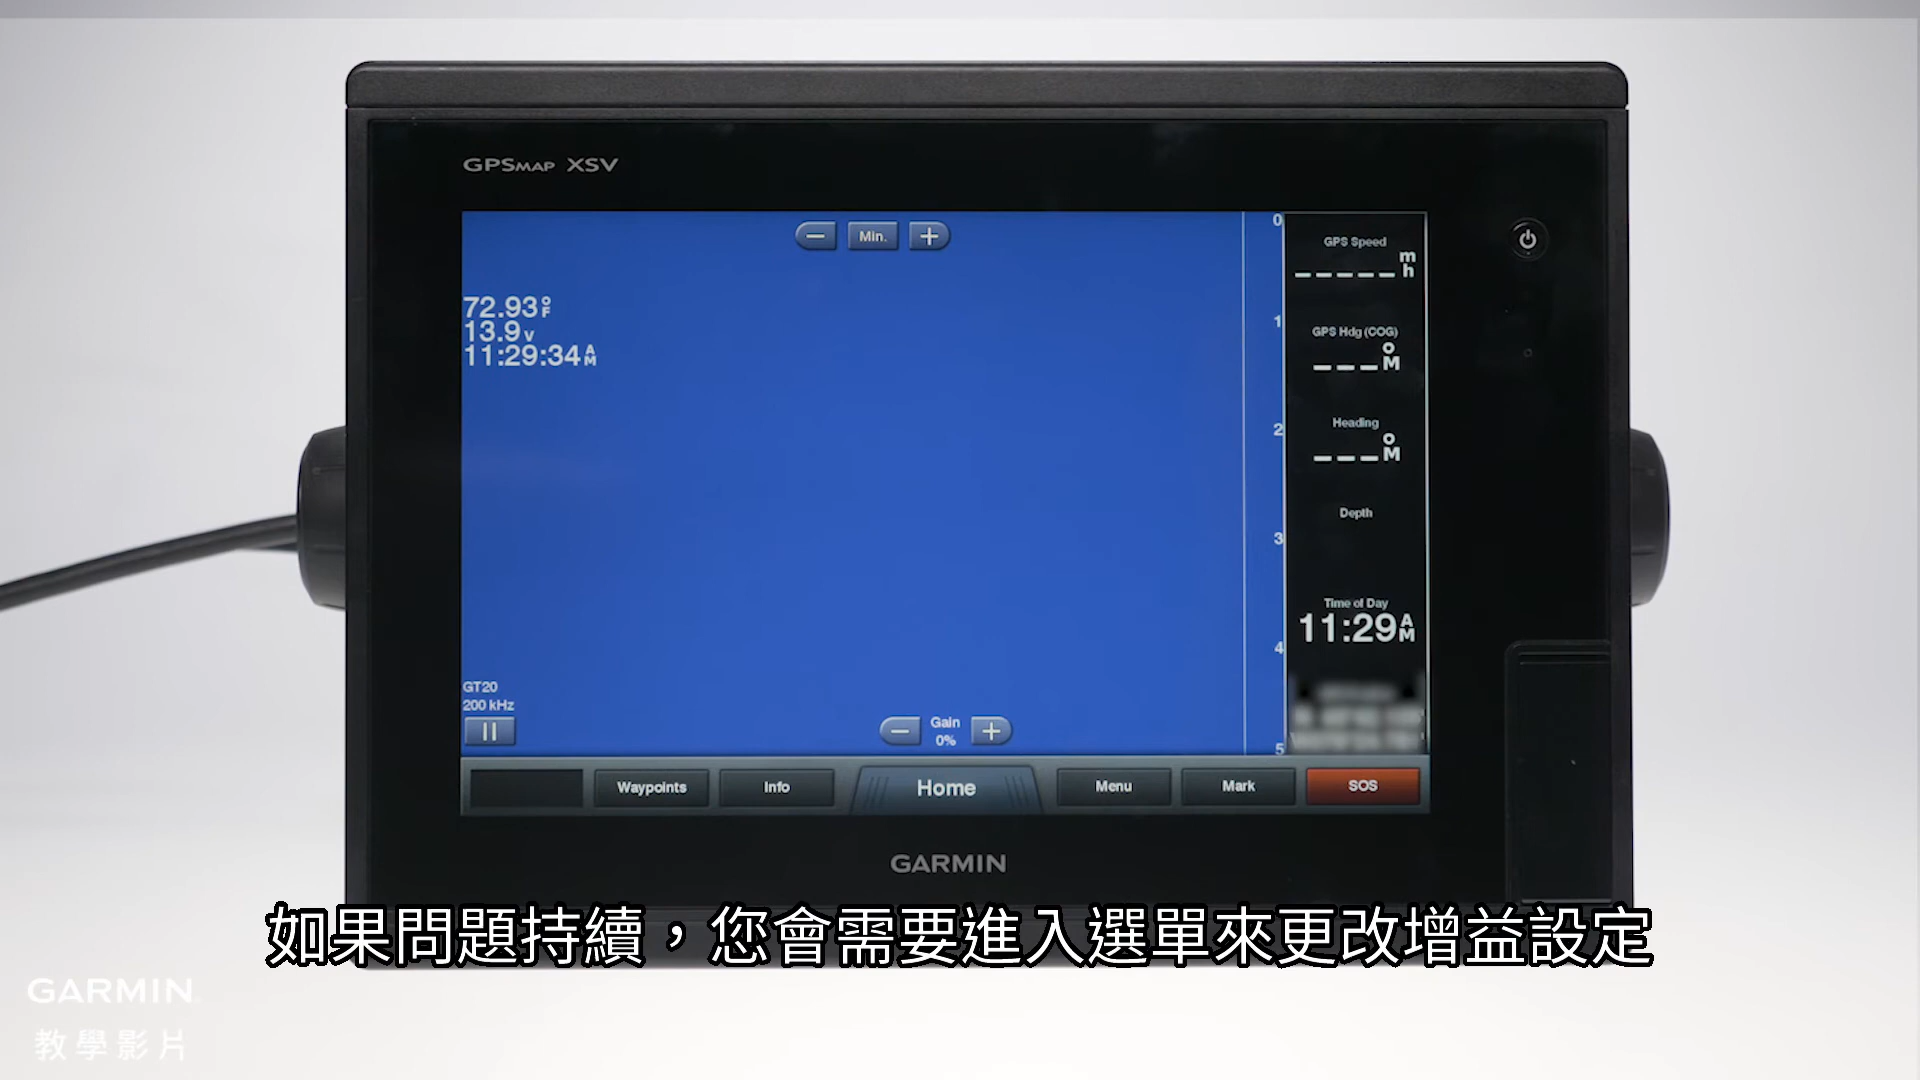 GPSMAP XSV
Min.
72.93°F
13.9V
11:29:34AM
GT20
200 kHz
Gain
0%
0
1
2
3
4
5
GPS Speed
mh
GPS Hdg (COG)
°M
Heading
°M
Depth
Time of Day
11:29AM
Waypoints
Info
Home
Menu
Mark
SOS
GARMIN
如果問題持續，您會需要進入選單來更改增益設定
GARMIN
教學影片